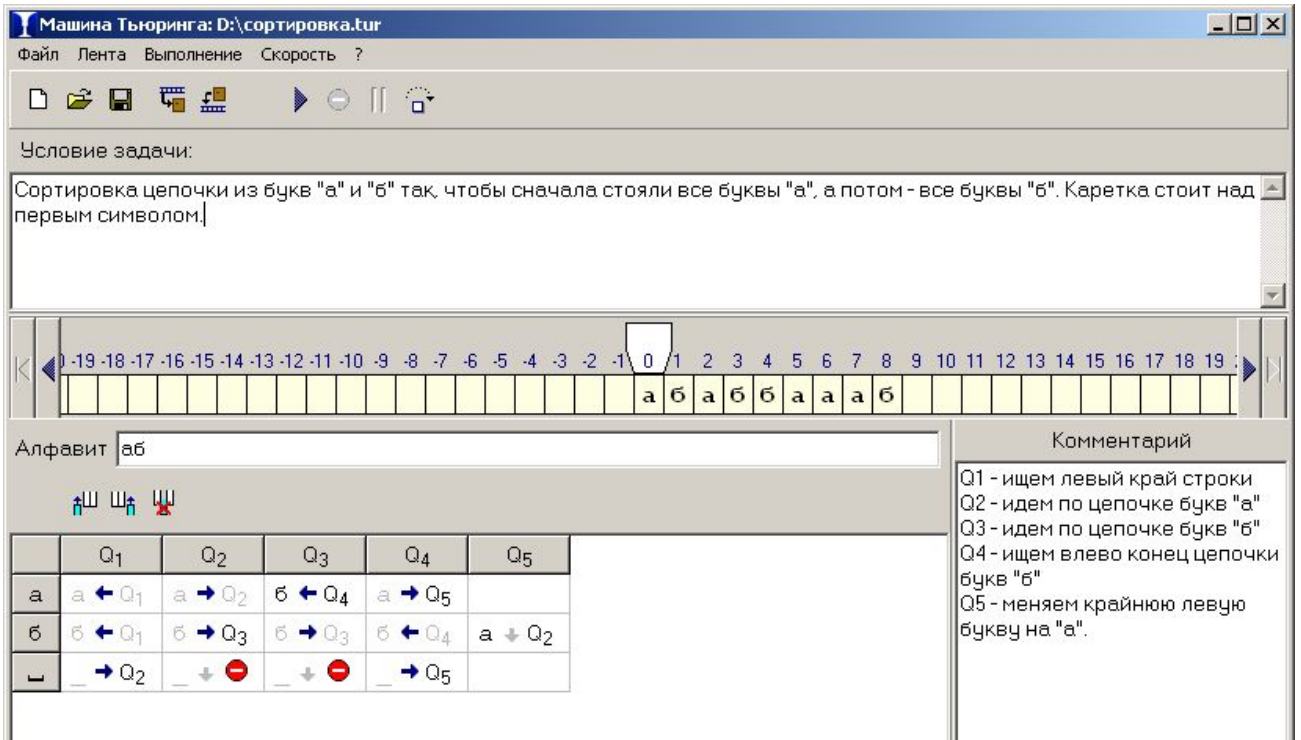 Машина Тьюринга: D:\сортировка.tur
Файл Лента Выполнение Скорость ?
Условие задачи:
Сортировка цепочки из букв "а" и "б" так, чтобы сначала стояли все буквы "а", а потом - все буквы "б". Каретка стоит над
первым символом.
-19 -18 -17 -16 -15 -14 -13 -12 -11 -10 -9 -8 -7 -6 -5 -4 -3 -2 -1 0 1 2 3 4 5 6 7 8 9 10 11 12 13 14 15 16 17 18 19
а б а б б а а а б
Алфавит аб
Комментарий
Q1 - ищем левый край строки
Q2 - идем по цепочке букв "а"
Q3 - идем по цепочке букв "б"
Q4 - ищем влево конец цепочки
букв "б"
Q5 - меняем крайнюю левую
букву на "а".
Q1 Q2 Q3 Q4 Q5
а а ← Q1 а → Q2 б ← Q4 а → Q5
б б ← Q1 б → Q3 б → Q3 б ← Q4 а ↓ Q2
_ _ → Q2 _ ↓ _ ↓ _ → Q5